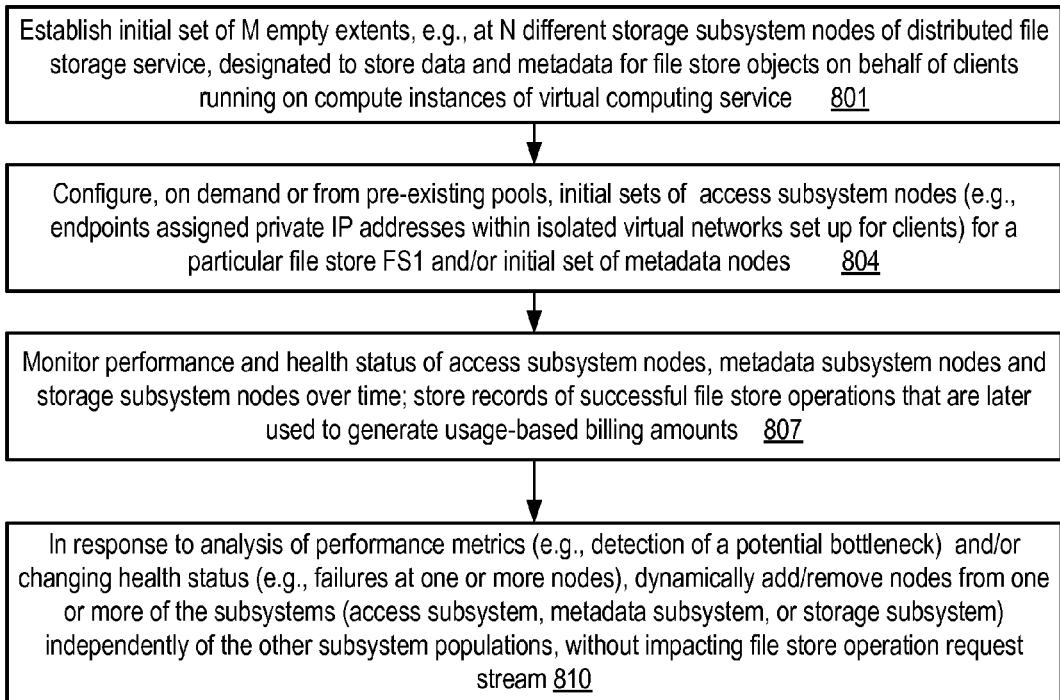 Establish initial set of M empty extents, e.g., at N different storage subsystem nodes of distributed file
storage service, designated to store data and metadata for file store objects on behalf of clients
running on compute instances of virtual computing service 801
Configure, on demand or from pre-existing pools, initial sets of access subsystem nodes (e.g.,
endpoints assigned private IP addresses within isolated virtual networks set up for clients) for a
particular file store FS1 and/or initial set of metadata nodes 804
Monitor performance and health status of access subsystem nodes, metadata subsystem nodes and
storage subsystem nodes over time; store records of successful file store operations that are later
used to generate usage-based billing amounts 807
In response to analysis of performance metrics (e.g., detection of a potential bottleneck) and/or
changing health status (e.g., failures at one or more nodes), dynamically add/remove nodes from one
or more of the subsystems (access subsystem, metadata subsystem, or storage subsystem)
independently of the other subsystem populations, without impacting file store operation request
stream 810